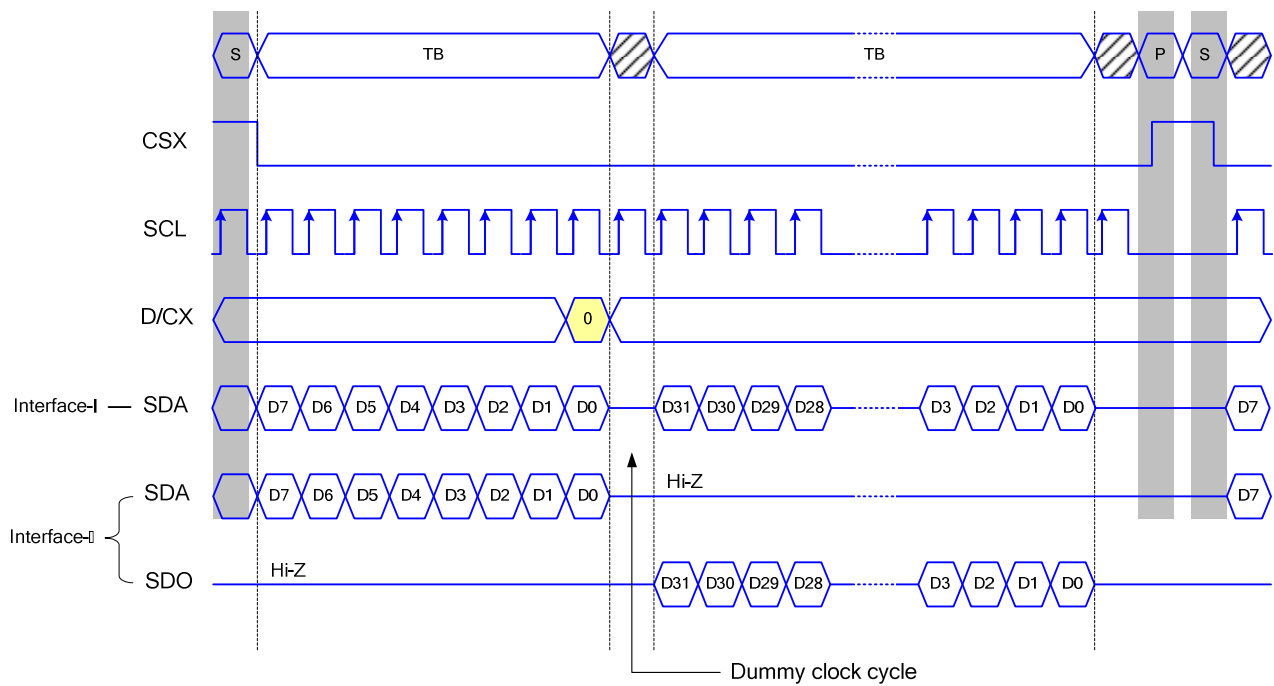 S TB TB P S
CSX
SCL
D/CX 0
Interface-I SDA D7 D6 D5 D4 D3 D2 D1 D0 D31 D30 D29 D28 D3 D2 D1 D0 D7
SDA D7 D6 D5 D4 D3 D2 D1 D0 Hi-Z D7
Interface-▯
SDO Hi-Z D31 D30 D29 D28 D3 D2 D1 D0
Dummy clock cycle